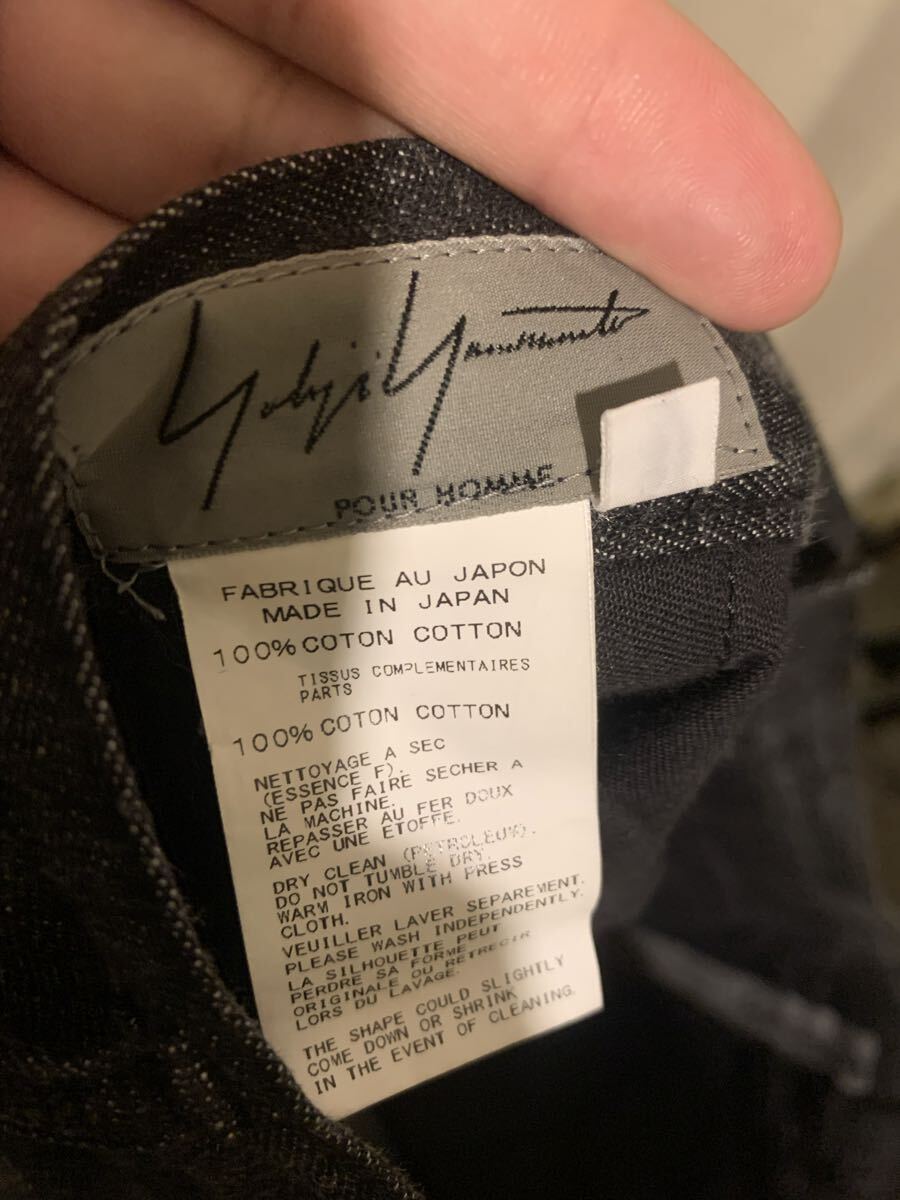 Yohji Yamamoto
POUR HOMME
FABRIQUE AU JAPON
MADE IN JAPAN
100% COTON COTTON
TISSUS COMPLEMENTAIRES
PARTS
100% COTON COTTON
NETTOYAGE A SEC
(ESSENCE F).
NE PAS FAIRE SECHER A
LA MACHINE.
REPASSER AU FER DOUX
AVEC UNE ETOFFE.
DRY CLEAN (PETROLEUM).
DO NOT TUMBLE DRY.
WARM IRON WITH PRESS
CLOTH.
VEUILLER LAVER SEPAREMENT.
PLEASE WASH INDEPENDENTLY.
LA SILHOUETTE PEUT
PERDRE SA FORME
ORIGINALE OU RETRECIR
LORS DU LAVAGE.
THE SHAPE COULD SLIGHTLY
COME DOWN OR SHRINK
IN THE EVENT OF CLEANING.